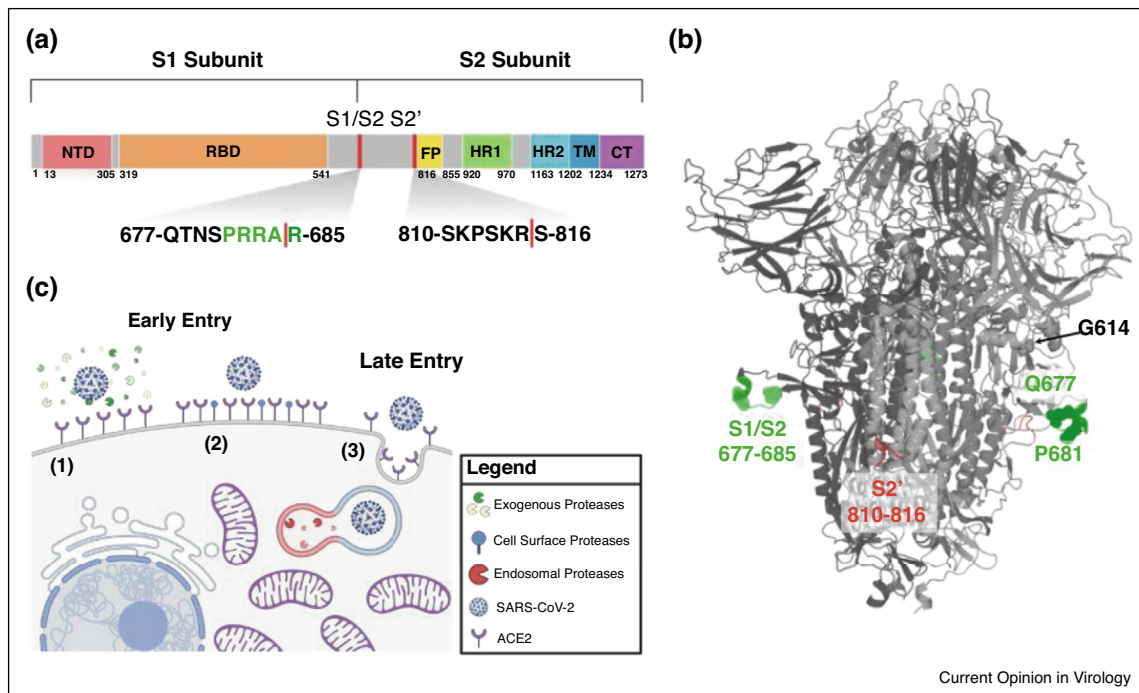 (a)
S1 Subunit
S2 Subunit
S1/S2 S2’
NTD
RBD
FP
HR1
HR2
TM
CT
1 13 305 319 541 816 855 920 970 1163 1202 1234 1273
677-QTNSPRRA|R-685
810-SKPSKR|S-816
(b)
G614
Q677
P681
S1/S2
677-685
S2’
810-816
(c)
Early Entry
Late Entry
(1)
(2)
(3)
Legend
Exogenous Proteases
Cell Surface Proteases
Endosomal Proteases
SARS-CoV-2
ACE2
Current Opinion in Virology